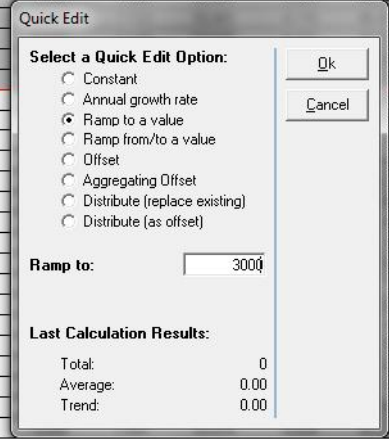 Quick Edit
Select a Quick Edit Option:
Constant
Annual growth rate
Ramp to a value
Ramp from/to a value
Offset
Aggregating Offset
Distribute (replace existing)
Distribute (as offset)
Ok
Cancel
Ramp to: 3000
Last Calculation Results:
Total: 0
Average: 0.00
Trend: 0.00